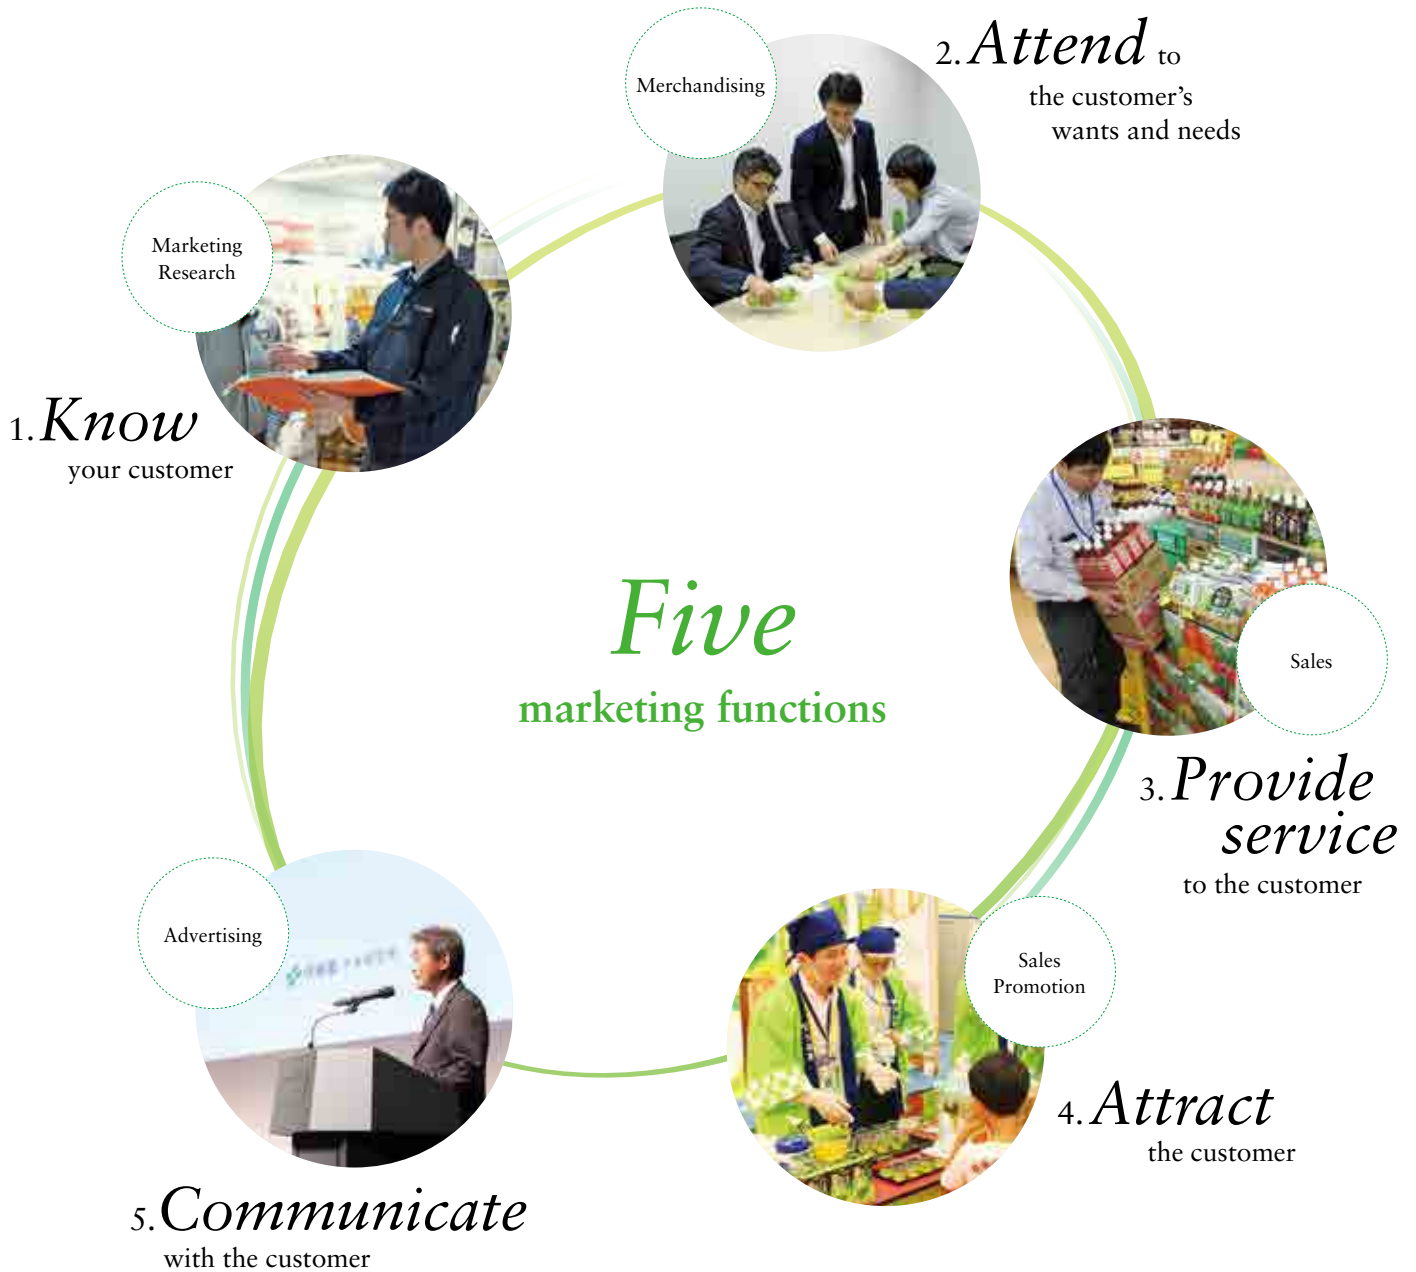 Five
marketing functions
Marketing
Research
1. Know
your customer
Merchandising
2. Attend to
the customer’s
wants and needs
Sales
3. Provide
service
to the customer
Sales
Promotion
4. Attract
the customer
Advertising
5. Communicate
with the customer